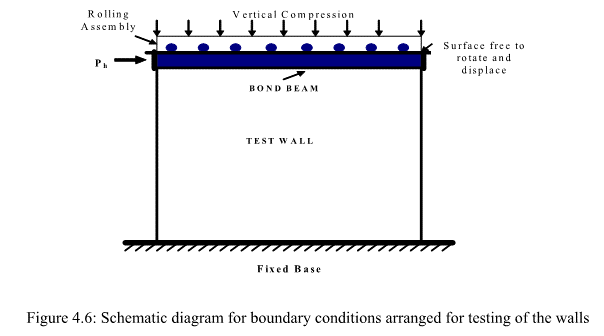 Rolling
Assembly
Vertical Compression
Surface free to
rotate and
displace
Ph
BOND BEAM
TEST WALL
Fixed Base
Figure 4.6: Schematic diagram for boundary conditions arranged for testing of the walls